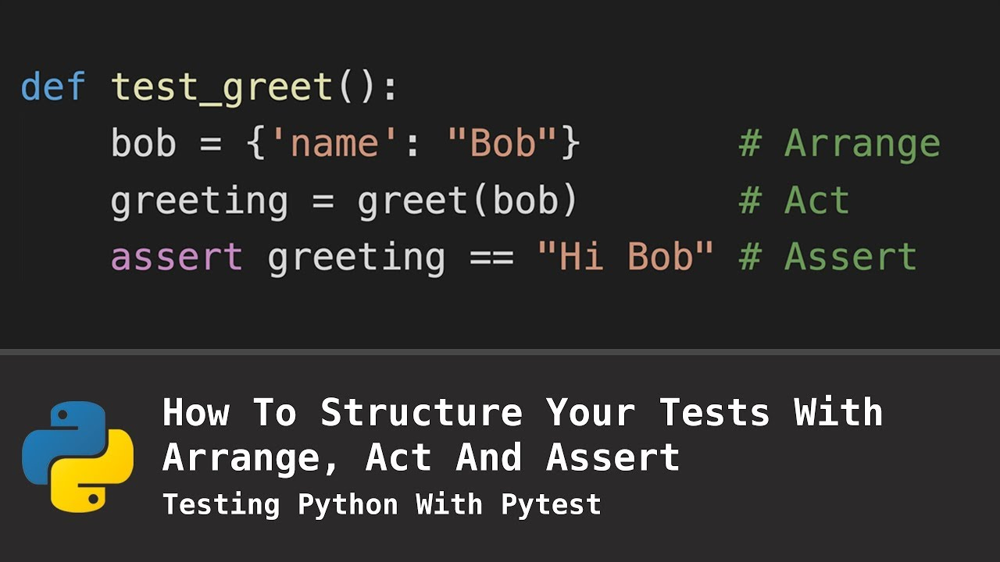 def test_greet():
    bob = {'name': "Bob"}       # Arrange
    greeting = greet(bob)       # Act
    assert greeting == "Hi Bob" # Assert
How To Structure Your Tests With
Arrange, Act And Assert
Testing Python With Pytest